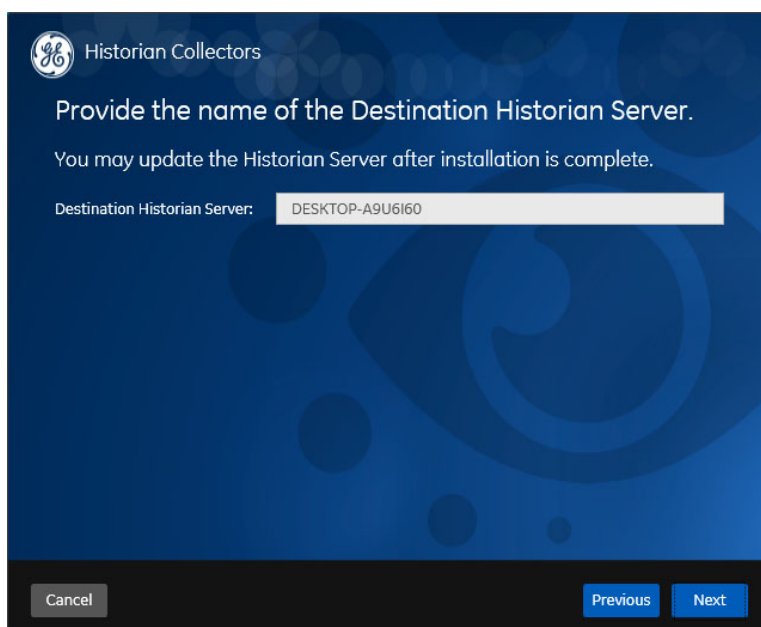 Historian Collectors
Provide the name of the Destination Historian Server.
You may update the Historian Server after installation is complete.
Destination Historian Server: DESKTOP-A9U6I60
Cancel Previous Next